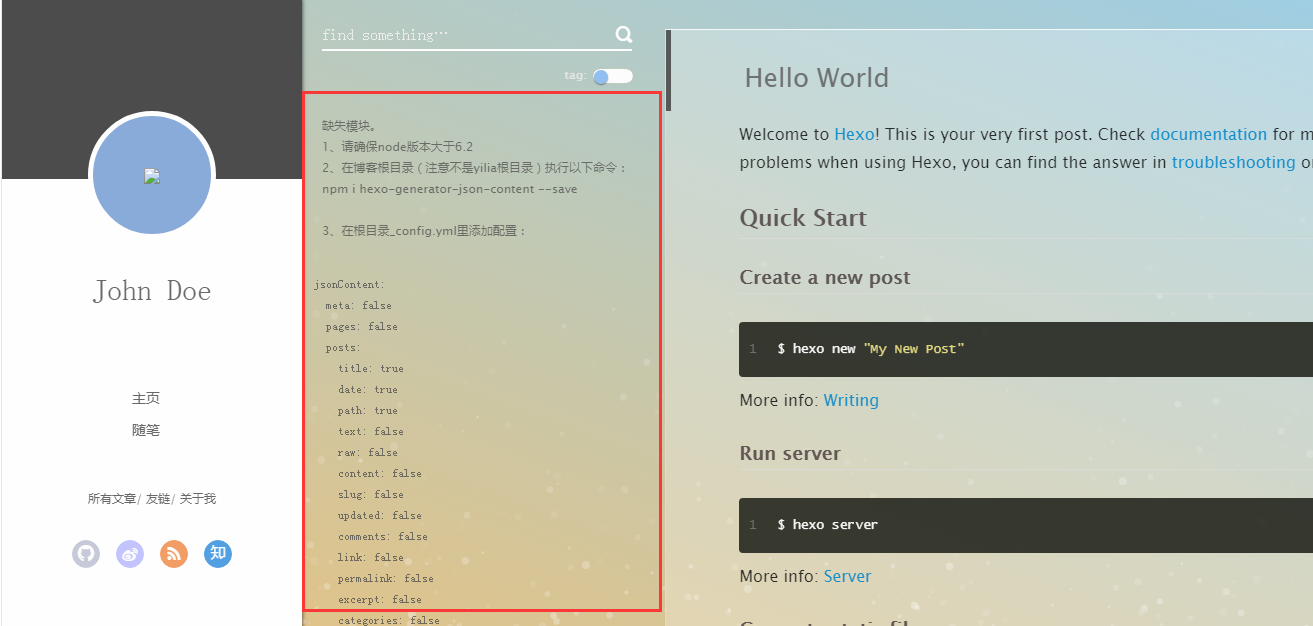 John Doe
主页
随笔
所有文章/ 友链/ 关于我
知
find something…
tag:
缺失模块。
1、请确保node版本大于6.2
2、在博客根目录（注意不是yilia根目录）执行以下命令：
npm i hexo-generator-json-content --save
3、在根目录_config.yml里添加配置：
jsonContent:
meta: false
pages: false
posts:
title: true
date: true
path: true
text: false
raw: false
content: false
slug: false
updated: false
comments: false
link: false
permalink: false
excerpt: false
categories: false
Hello World
Welcome to Hexo! This is your very first post. Check documentation for m
problems when using Hexo, you can find the answer in troubleshooting o
Quick Start
Create a new post
1 $ hexo new "My New Post"
More info: Writing
Run server
1 $ hexo server
More info: Server